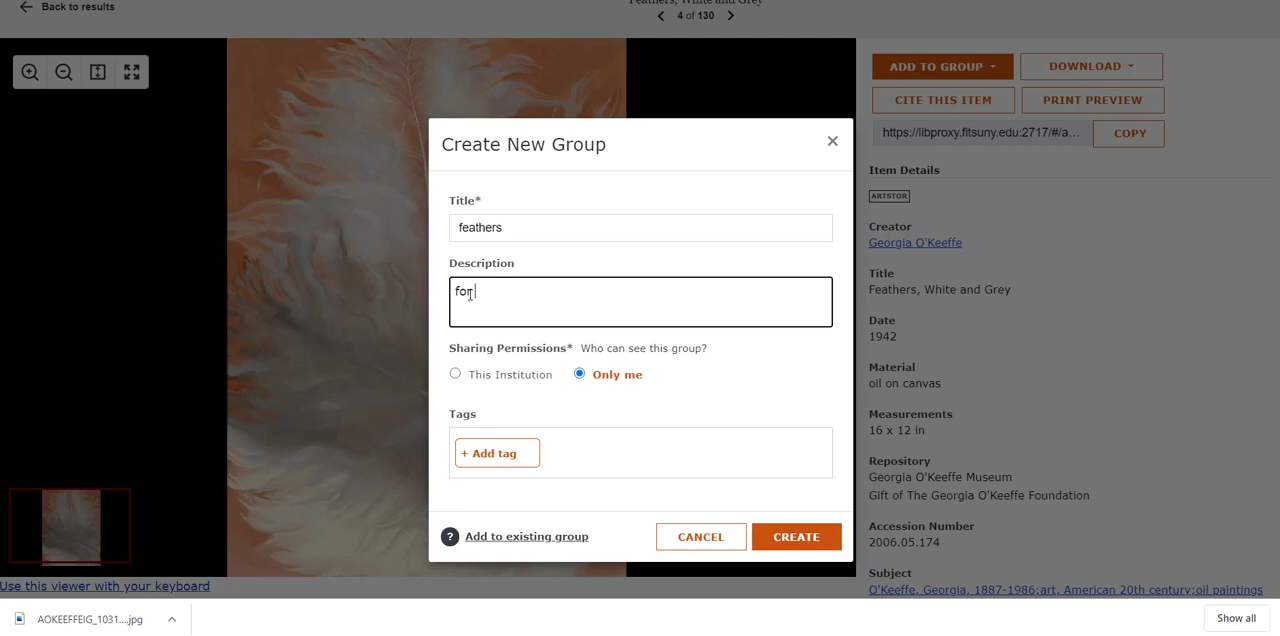 Back to results
Feathers, White and Grey
4 of 130
ADD TO GROUP
DOWNLOAD
CITE THIS ITEM
PRINT PREVIEW
https://libproxy.fitsuny.edu:2717/#/a...
COPY
Item Details
ARTSTOR
Creator
Georgia O'Keeffe
Title
Feathers, White and Grey
Date
1942
Material
oil on canvas
Measurements
16 x 12 in
Repository
Georgia O'Keeffe Museum
Gift of The Georgia O'Keeffe Foundation
Accession Number
2006.05.174
Subject
O'Keeffe, Georgia, 1887-1986;art, American 20th century;oil paintings
Create New Group
Title*
feathers
Description
for
Sharing Permissions* Who can see this group?
This Institution
Only me
Tags
+ Add tag
? Add to existing group
CANCEL
CREATE
Use this viewer with your keyboard
AOKEEFFEIG_1031....jpg
Show all